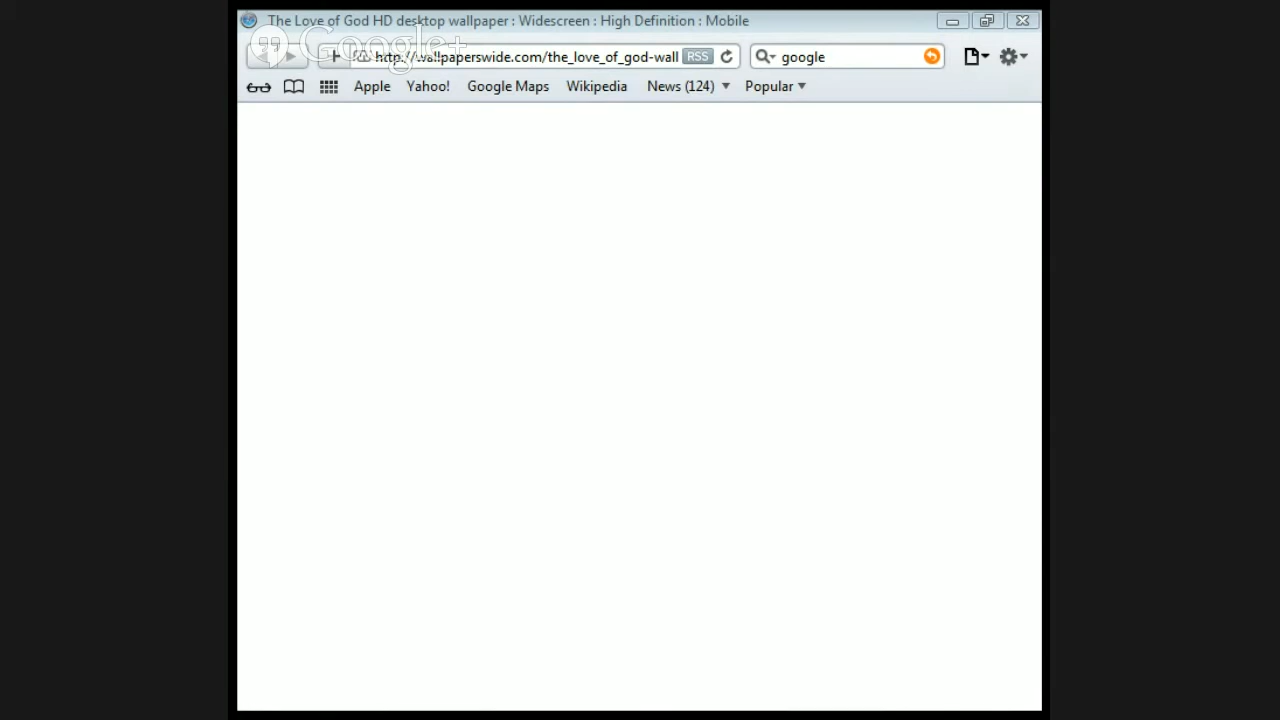 The Love of God HD desktop wallpaper : Widescreen : High Definition : Mobile
Google+
http://wallpaperswide.com/the_love_of_god-wall RSS google
Apple Yahoo! Google Maps Wikipedia News (124) Popular